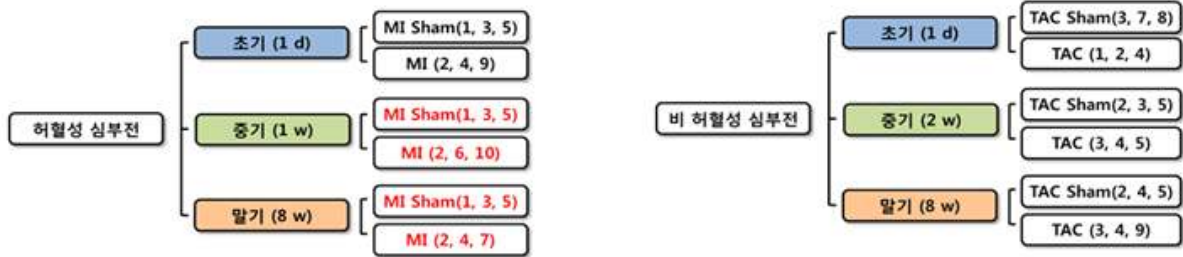 허혈성 심부전
초기 (1 d)
MI Sham(1, 3, 5)
MI (2, 4, 9)
중기 (1 w)
MI Sham(1, 3, 5)
MI (2, 6, 10)
말기 (8 w)
MI Sham(1, 3, 5)
MI (2, 4, 7)
비 허혈성 심부전
초기 (1 d)
TAC Sham(3, 7, 8)
TAC (1, 2, 4)
중기 (2 w)
TAC Sham(2, 3, 5)
TAC (3, 4, 5)
말기 (8 w)
TAC Sham(2, 4, 5)
TAC (3, 4, 9)